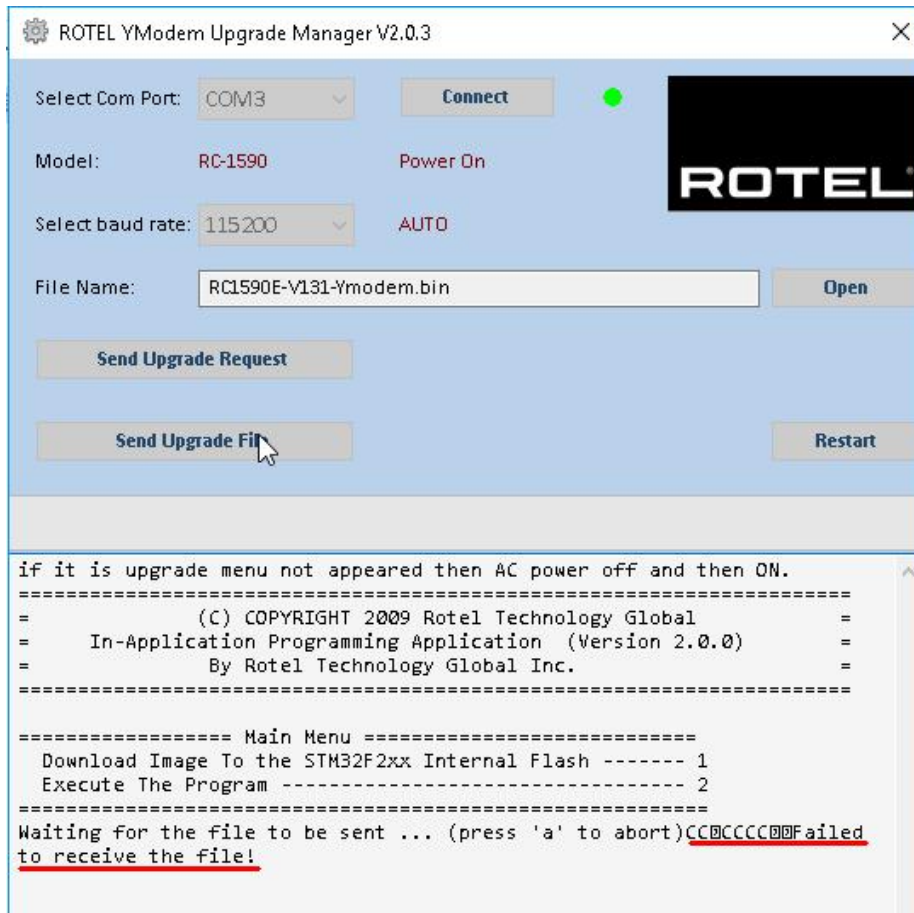 ROTEL YModem Upgrade Manager V2.0.3
Select Com Port: COM3 Connect
ROTEL
Model: RC-1590 Power On
Select baud rate: 115200 AUTO
File Name: RC1590E-V131-Ymodem.bin Open
Send Upgrade Request
Send Upgrade File Restart
if it is upgrade menu not appeared then AC power off and then ON.
======================================================================
= (C) COPYRIGHT 2009 Rotel Technology Global =
= In-Application Programming Application (Version 2.0.0) =
= By Rotel Technology Global Inc. =
======================================================================
================== Main Menu ============================
Download Image To the STM32F2xx Internal Flash ------- 1
Execute The Program ---------------------------------- 2
==========================================================
Waiting for the file to be sent ... (press 'a' to abort)CC␀CCCC␀␀Failed
to receive the file!